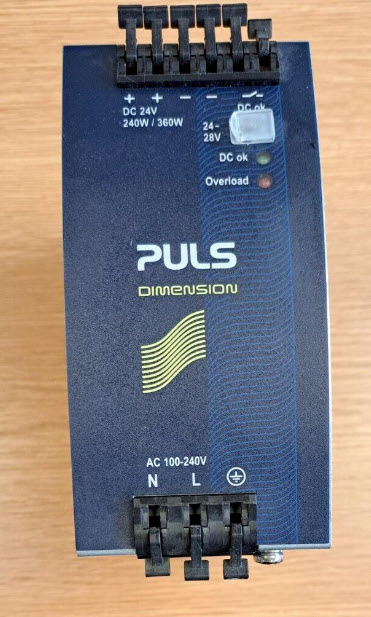 + + − −
DC ok
DC 24V
240W / 360W
24–
28V
DC ok
Overload
PULS
DIMENSION
AC 100-240V
N L